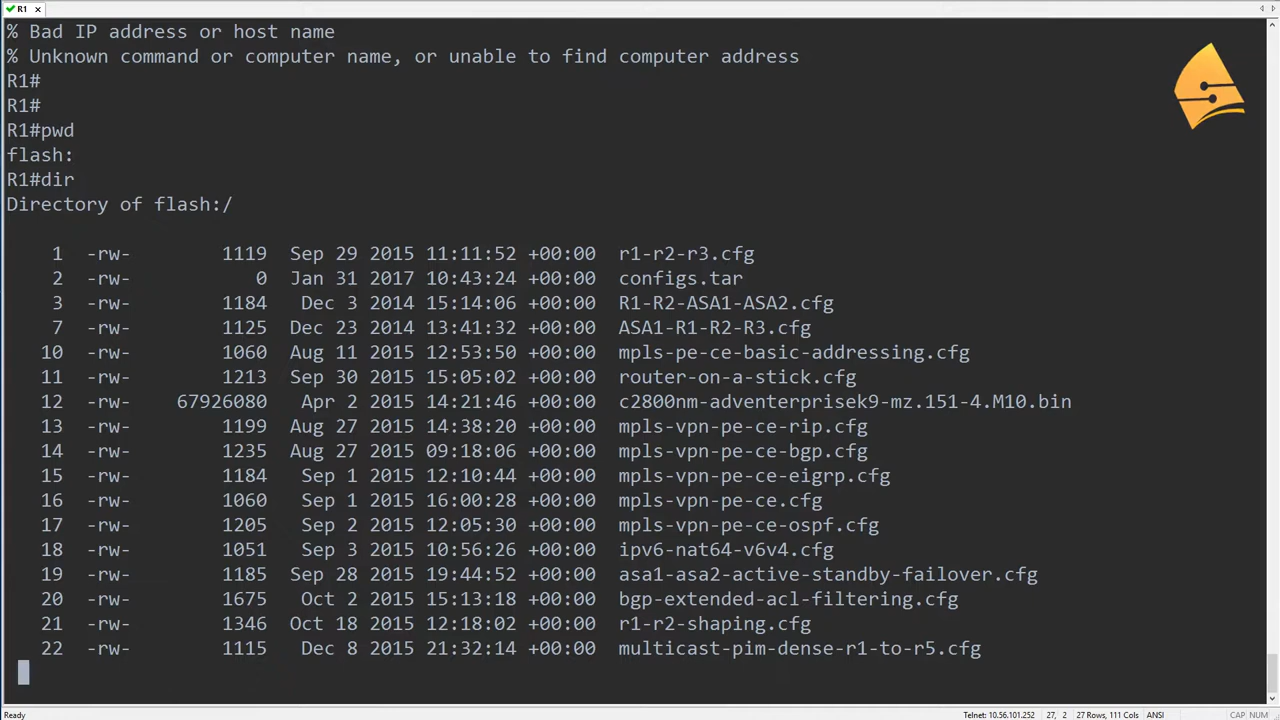 R1
% Bad IP address or host name
% Unknown command or computer name, or unable to find computer address
R1#
R1#
R1#pwd
flash:
R1#dir
Directory of flash:/
1 -rw- 1119 Sep 29 2015 11:11:52 +00:00 r1-r2-r3.cfg
2 -rw- 0 Jan 31 2017 10:43:24 +00:00 configs.tar
3 -rw- 1184 Dec 3 2014 15:14:06 +00:00 R1-R2-ASA1-ASA2.cfg
7 -rw- 1125 Dec 23 2014 13:41:32 +00:00 ASA1-R1-R2-R3.cfg
10 -rw- 1060 Aug 11 2015 12:53:50 +00:00 mpls-pe-ce-basic-addressing.cfg
11 -rw- 1213 Sep 30 2015 15:05:02 +00:00 router-on-a-stick.cfg
12 -rw- 67926080 Apr 2 2015 14:21:46 +00:00 c2800nm-adventerprisek9-mz.151-4.M10.bin
13 -rw- 1199 Aug 27 2015 14:38:20 +00:00 mpls-vpn-pe-ce-rip.cfg
14 -rw- 1235 Aug 27 2015 09:18:06 +00:00 mpls-vpn-pe-ce-bgp.cfg
15 -rw- 1184 Sep 1 2015 12:10:44 +00:00 mpls-vpn-pe-ce-eigrp.cfg
16 -rw- 1060 Sep 1 2015 16:00:28 +00:00 mpls-vpn-pe-ce.cfg
17 -rw- 1205 Sep 2 2015 12:05:30 +00:00 mpls-vpn-pe-ce-ospf.cfg
18 -rw- 1051 Sep 3 2015 10:56:26 +00:00 ipv6-nat64-v6v4.cfg
19 -rw- 1185 Sep 28 2015 19:44:52 +00:00 asa1-asa2-active-standby-failover.cfg
20 -rw- 1675 Oct 2 2015 15:13:18 +00:00 bgp-extended-acl-filtering.cfg
21 -rw- 1346 Oct 18 2015 12:18:02 +00:00 r1-r2-shaping.cfg
22 -rw- 1115 Dec 8 2015 21:32:14 +00:00 multicast-pim-dense-r1-to-r5.cfg
Ready Telnet: 10.56.101.252 27, 2 27 Rows, 111 Cols ANSI CAP NUM